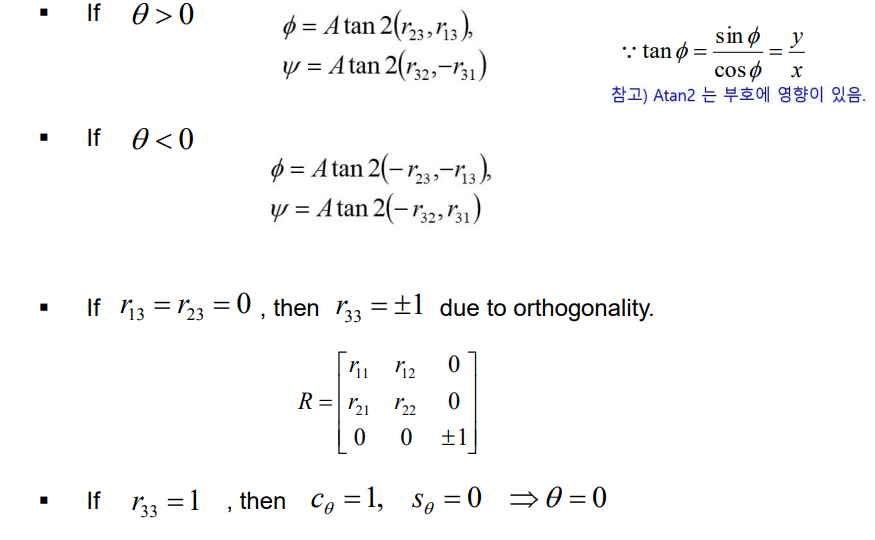 ▪ If θ > 0
ϕ = A tan 2(r₂₃, r₁₃),
ψ = A tan 2(r₃₂, −r₃₁)
∵ tan ϕ = sin ϕ / cos ϕ = y / x
참고) Atan2 는 부호에 영향이 있음.
▪ If θ < 0
ϕ = A tan 2(−r₂₃, −r₁₃),
ψ = A tan 2(−r₃₂, r₃₁)
▪ If r₁₃ = r₂₃ = 0 , then r₃₃ = ±1 due to orthogonality.
r₁₁ r₁₂ 0
R = r₂₁ r₂₂ 0
0 0 ±1
▪ If r₃₃ = 1 , then c_θ = 1, s_θ = 0 ⇒ θ = 0